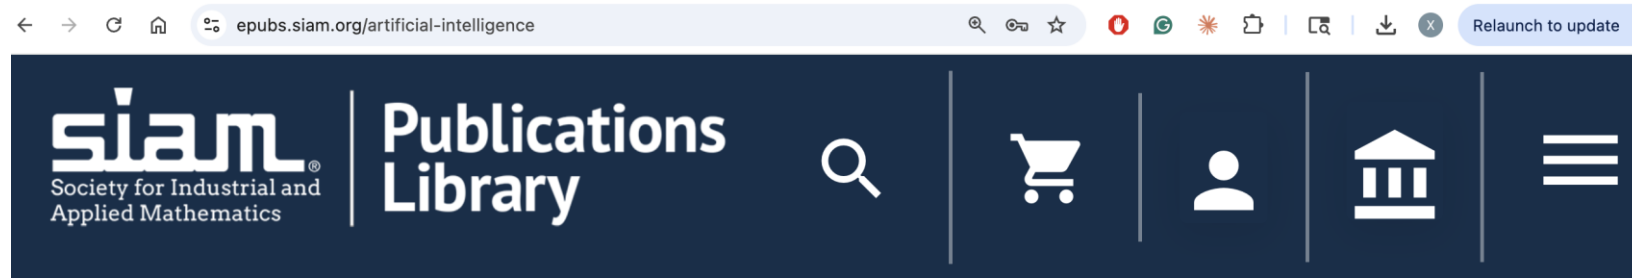 epubs.siam.org/artificial-intelligence
X
Relaunch to update
siam®
Society for Industrial and
Applied Mathematics
Publications
Library